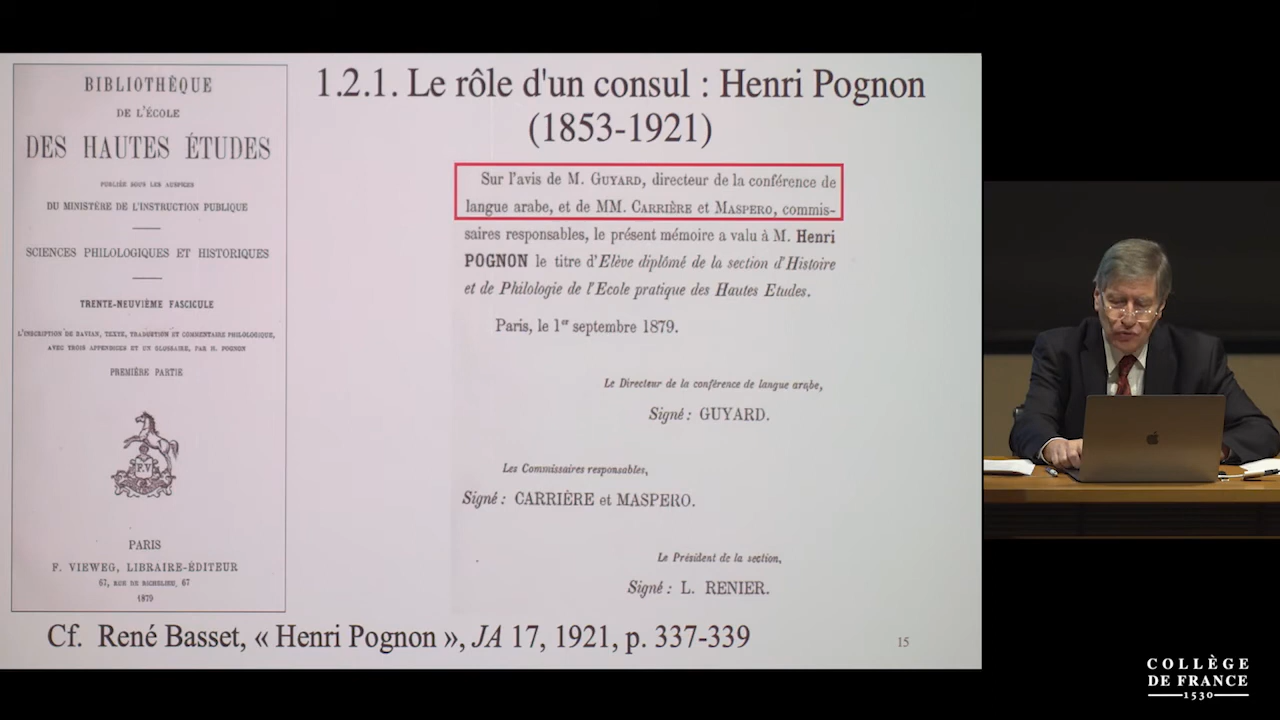 BIBLIOTHÈQUE
DE L'ÉCOLE
DES HAUTES ÉTUDES
PUBLIÉE SOUS LES AUSPICES
DU MINISTÈRE DE L'INSTRUCTION PUBLIQUE
SCIENCES PHILOLOGIQUES ET HISTORIQUES
TRENTE-NEUVIÈME FASCICULE
L'INSCRIPTION DE BAVIAN, TEXTE, TRADUCTION ET COMMENTAIRE PHILOLOGIQUE,
AVEC TROIS APPENDICES ET UN GLOSSAIRE, PAR H. POGNON
PREMIÈRE PARTIE
F.V
PARIS
F. VIEWEG, LIBRAIRE-ÉDITEUR
67, RUE DE RICHELIEU, 67
1879
1.2.1. Le rôle d'un consul : Henri Pognon
(1853-1921)
Sur l'avis de M. GUYARD, directeur de la conférence de
langue arabe, et de MM. CARRIÈRE et MASPERO, commis-
saires responsables, le présent mémoire a valu à M. Henri
POGNON le titre d'Elève diplômé de la section d'Histoire
et de Philologie de l'Ecole pratique des Hautes Etudes.
Paris, le 1er septembre 1879.
Le Directeur de la conférence de langue arabe,
Signé : GUYARD.
Les Commissaires responsables,
Signé : CARRIÈRE et MASPERO.
Le Président de la section,
Signé : L. RENIER.
Cf. René Basset, « Henri Pognon », JA 17, 1921, p. 337-339
15
COLLÈGE
DE FRANCE
1530